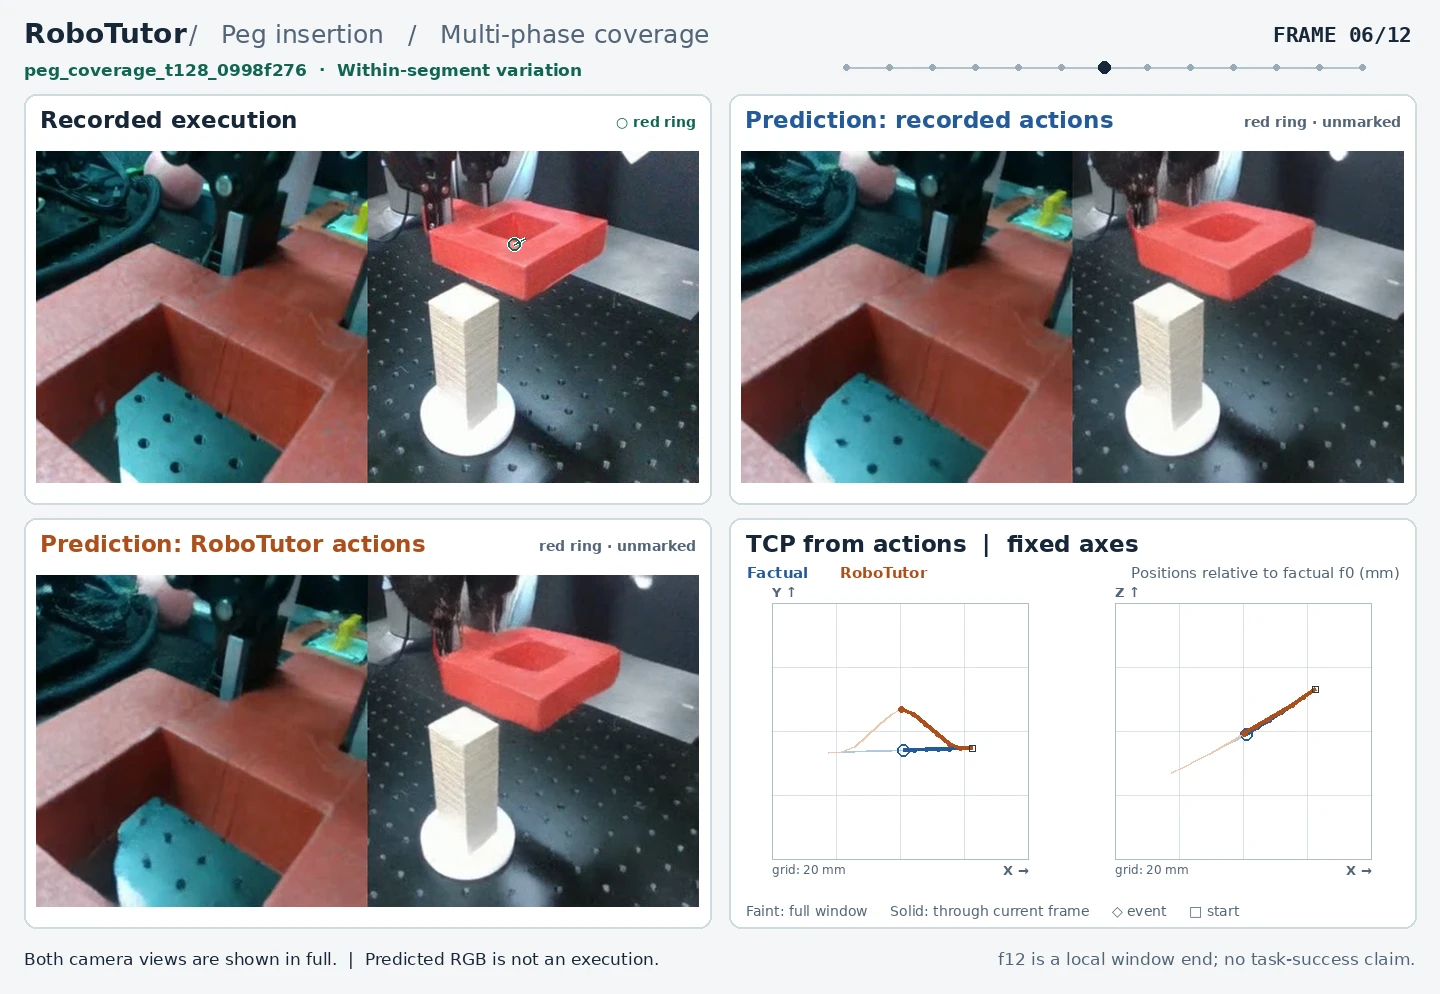 RoboTutor / Peg insertion / Multi-phase coverage
FRAME 06/12
peg_coverage_t128_0998f276 · Within-segment variation
Recorded execution
○ red ring
Prediction: recorded actions
red ring · unmarked
Prediction: RoboTutor actions
red ring · unmarked
TCP from actions | fixed axes
Factual RoboTutor
Positions relative to factual f0 (mm)
Y ↑
Z ↑
grid: 20 mm
X →
grid: 20 mm
X →
Faint: full window Solid: through current frame ◇ event □ start
Both camera views are shown in full. | Predicted RGB is not an execution.
f12 is a local window end; no task-success claim.